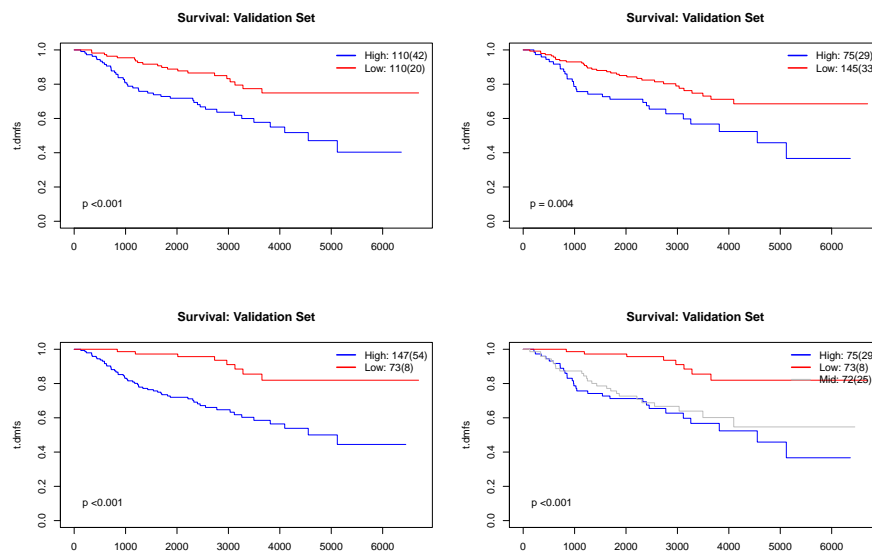 Survival: Validation Set
t.dmfs
1.0
0.8
0.6
0.4
0.2
0.0
High: 110(42)
Low: 110(20)
p <0.001
0 1000 2000 3000 4000 5000 6000
Survival: Validation Set
t.dmfs
1.0
0.8
0.6
0.4
0.2
0.0
High: 75(29)
Low: 145(33
p = 0.004
0 1000 2000 3000 4000 5000 6000
Survival: Validation Set
t.dmfs
1.0
0.8
0.6
0.4
0.2
0.0
High: 147(54)
Low: 73(8)
p <0.001
0 1000 2000 3000 4000 5000 6000
Survival: Validation Set
t.dmfs
1.0
0.8
0.6
0.4
0.2
0.0
High: 75(29
Low: 73(8)
Mid: 72(25)
p <0.001
0 1000 2000 3000 4000 5000 6000